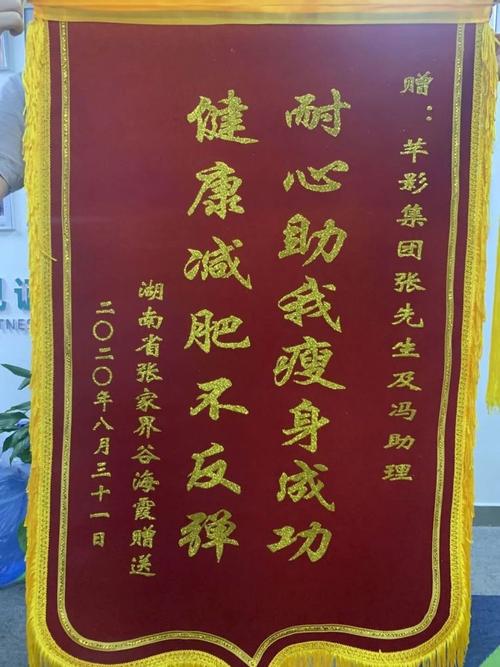 赠：芊影集团张先生及冯助理
耐心助我瘦身成功
健康减肥不反弹
湖南省张家界谷海霞赠送
二〇二〇年八月三十一日